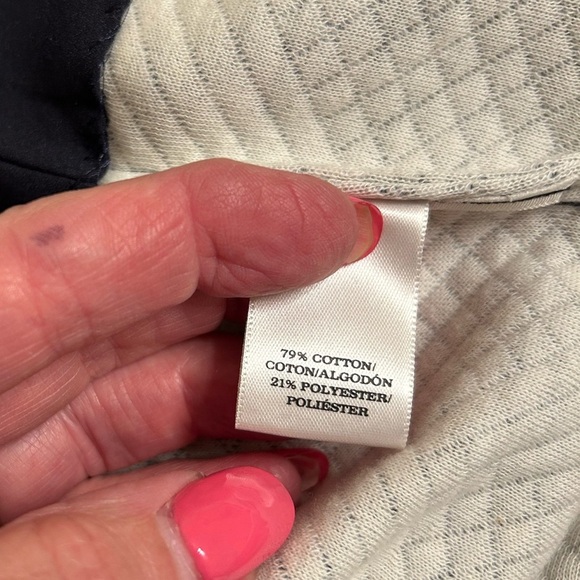 79% COTTON/
COTON/ALGODÓN
21% POLYESTER/
POLIÉSTER